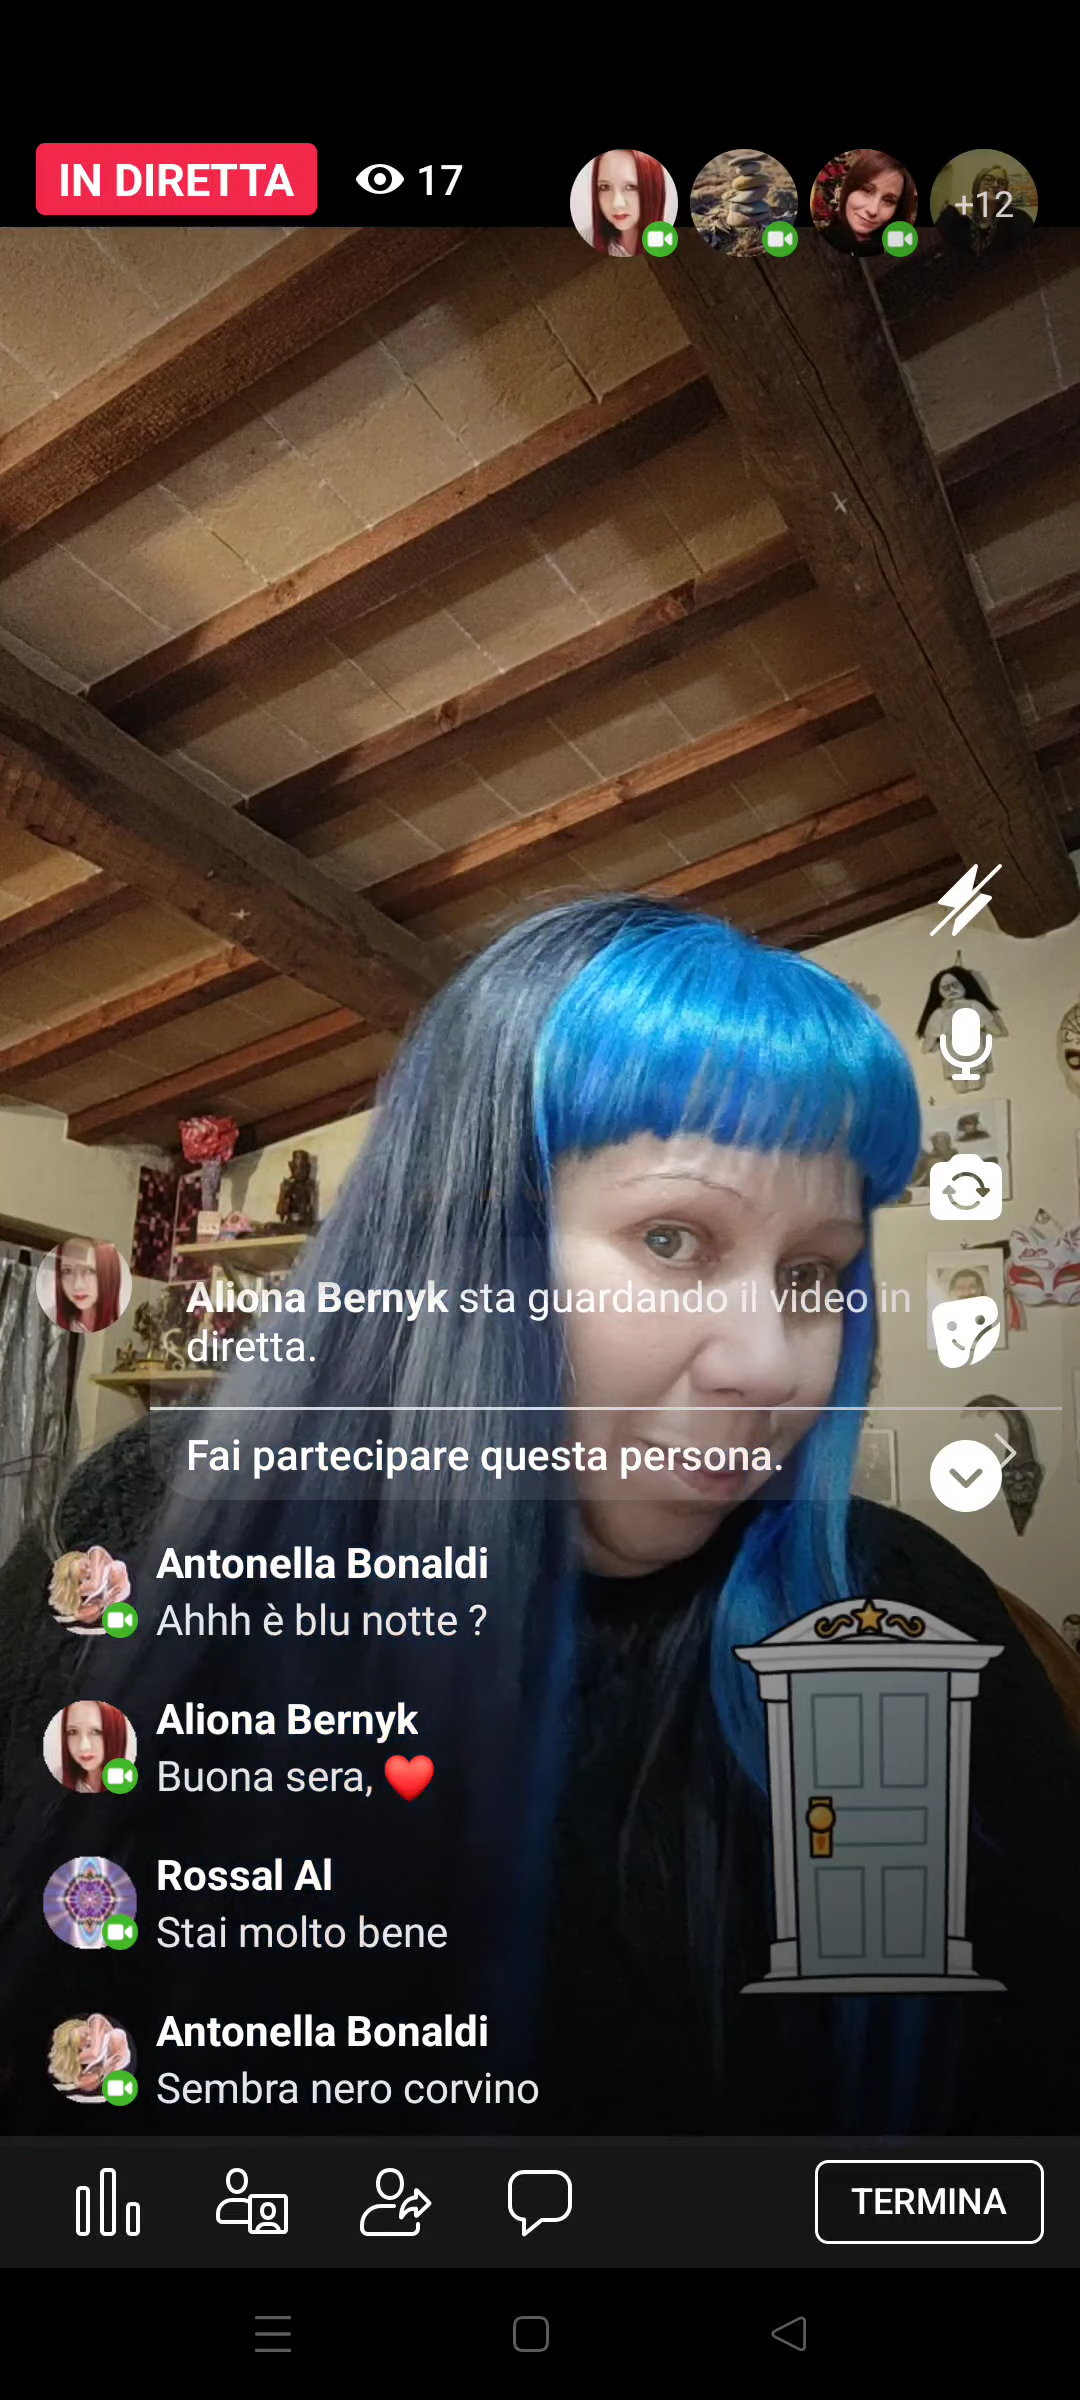 IN DIRETTA
17
+12
Aliona Bernyk sta guardando il video in
diretta.
Fai partecipare questa persona.
Antonella Bonaldi
Ahhh è blu notte ?
Aliona Bernyk
Buona sera, ❤️
Rossal Al
Stai molto bene
Antonella Bonaldi
Sembra nero corvino
TERMINA